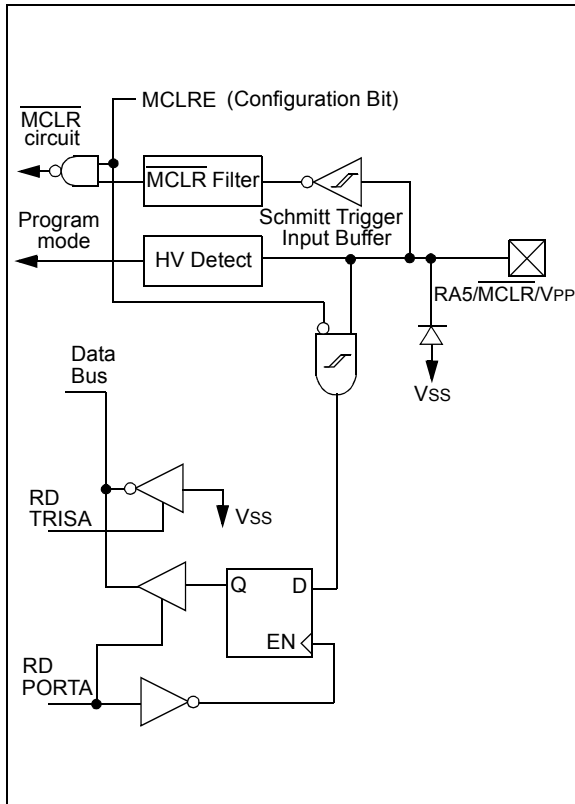 MCLRE (Configuration Bit)
MCLR
circuit
MCLR Filter
Schmitt Trigger
Input Buffer
Program
mode
HV Detect
RA5/MCLR/VPP
VSS
Data
Bus
RD
TRISA
VSS
Q
D
EN
RD
PORTA